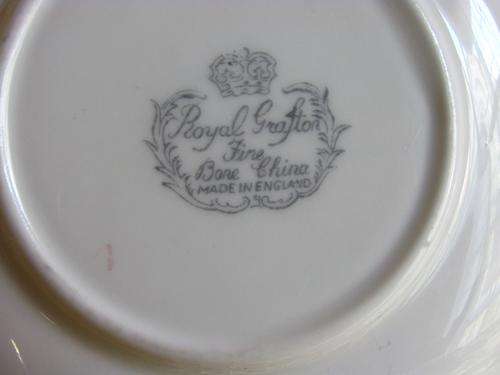 Royal Grafton
Fine
Bone China
MADE IN ENGLAND